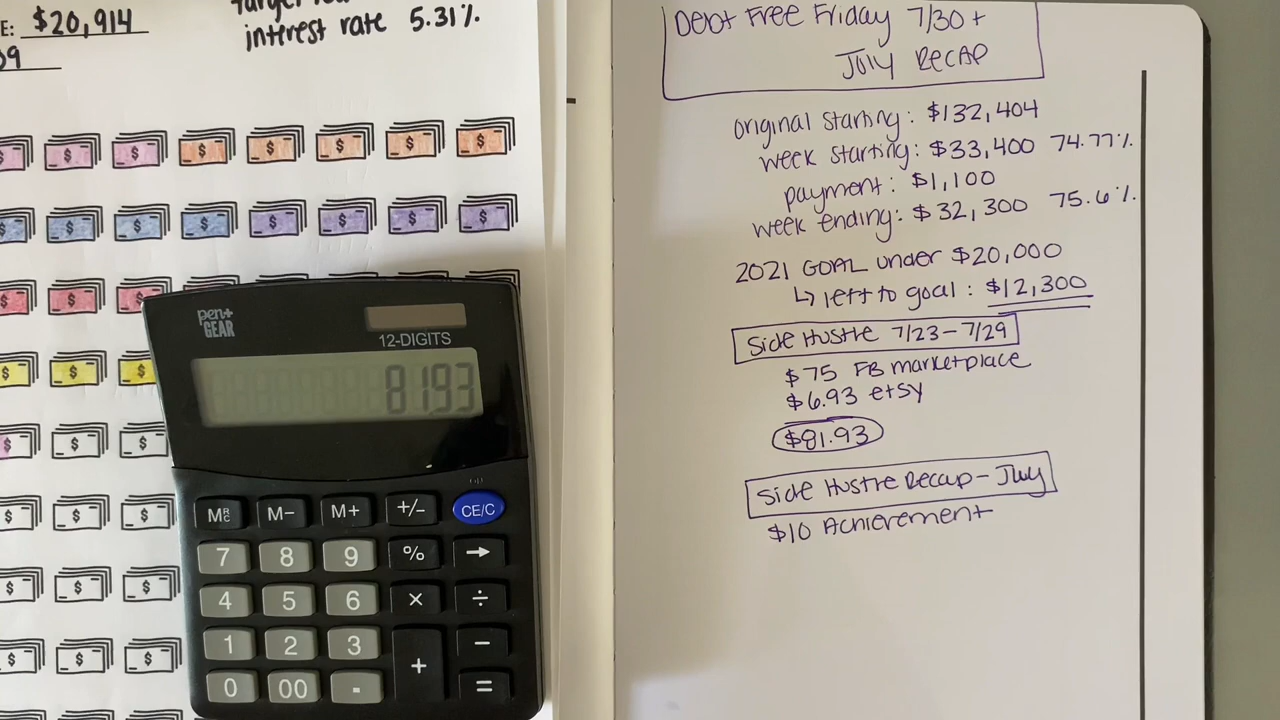 E: $20,914
09
interest rate 5.31%
Debt Free Friday 7/30 +
July Recap
original starting: $132,404
week starting: $33,400 74.77%
payment: $1,100
week ending: $32,300 75.6%
2021 GOAL under $20,000
↳ left to goal: $12,300
Side Hustle 7/23-7/29
$75 FB marketplace
$6.93 etsy
$81.93
Side Hustle Recap - July
$10 Achievement
pen+
GEAR
12-DIGITS
81.93
MRC M- M+ +/- CE/C
7 8 9 % →
4 5 6 × ÷
1 2 3 + −
0 00 . =